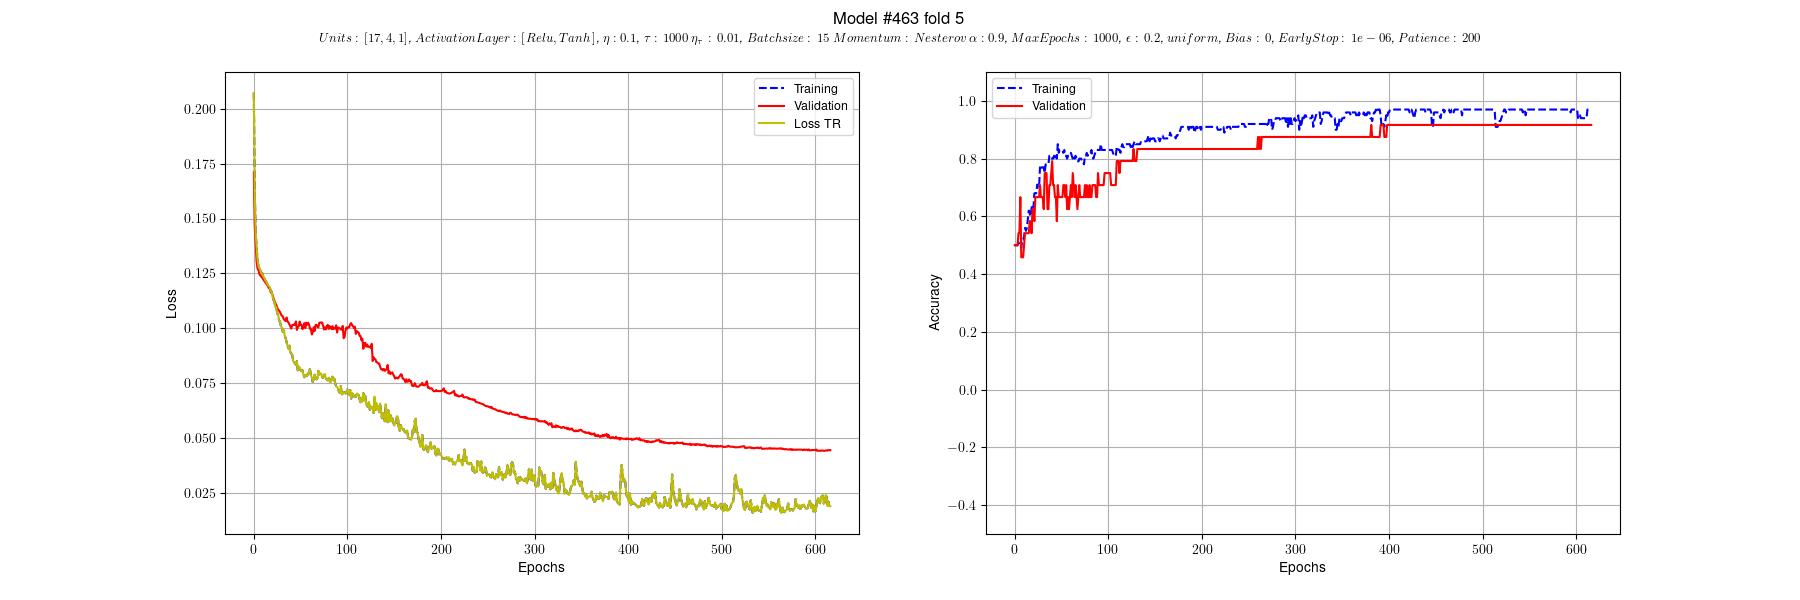 Model #463 fold 5
Units : [17, 4, 1], ActivationLayer : [Relu, Tanh], η : 0.1, τ : 1000 η_τ : 0.01, Batchsize : 15 Momentum : Nesterov α : 0.9, MaxEpochs : 1000, ϵ : 0.2, uniform, Bias : 0, EarlyStop : 1e − 06, Patience : 200
Training
Validation
Loss TR
0.200
0.175
0.150
0.125
0.100
0.075
0.050
0.025
Loss
0 100 200 300 400 500 600
Epochs
Training
Validation
1.0
0.8
0.6
0.4
0.2
0.0
−0.2
−0.4
Accuracy
0 100 200 300 400 500 600
Epochs